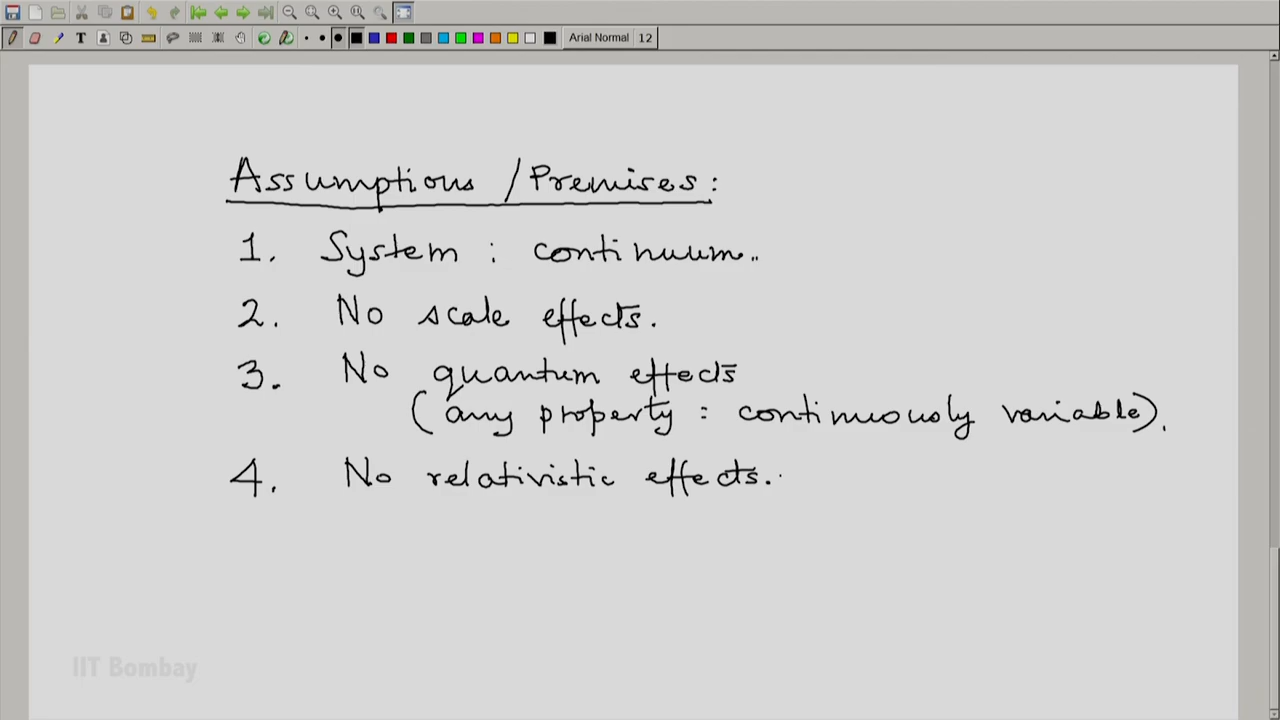 Arial Normal 12
Assumptions / Premises:
1. System : continuum..
2. No scale effects.
3. No quantum effects
(any property : continuously variable).
4. No relativistic effects.
IIT Bombay